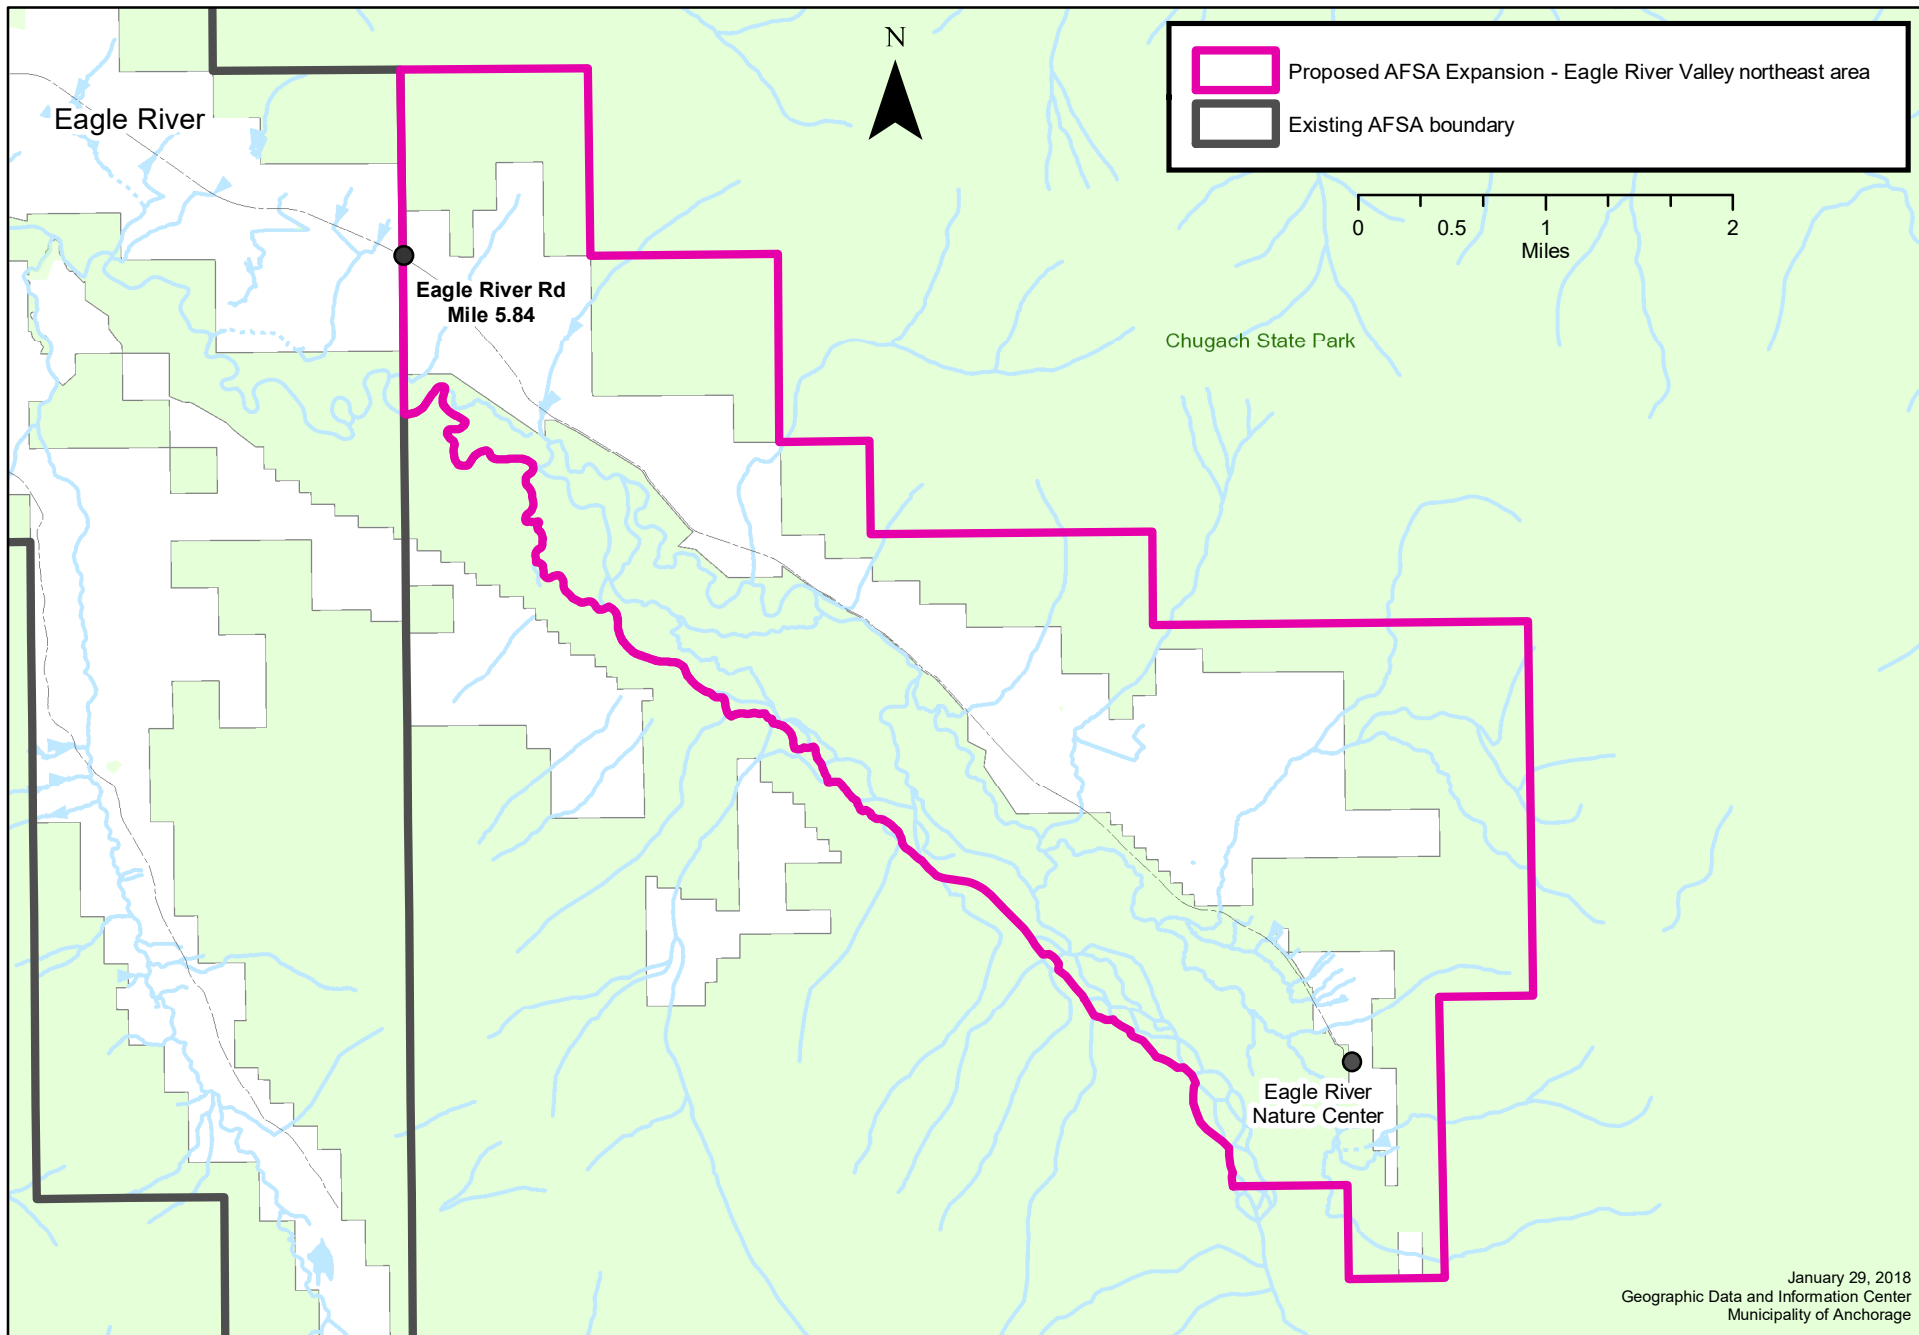 N
Proposed AFSA Expansion - Eagle River Valley northeast area
Existing AFSA boundary
Eagle River
0 0.5 1 2
Miles
Eagle River Rd
Mile 5.84
Chugach State Park
Eagle River
Nature Center
January 29, 2018
Geographic Data and Information Center
Municipality of Anchorage